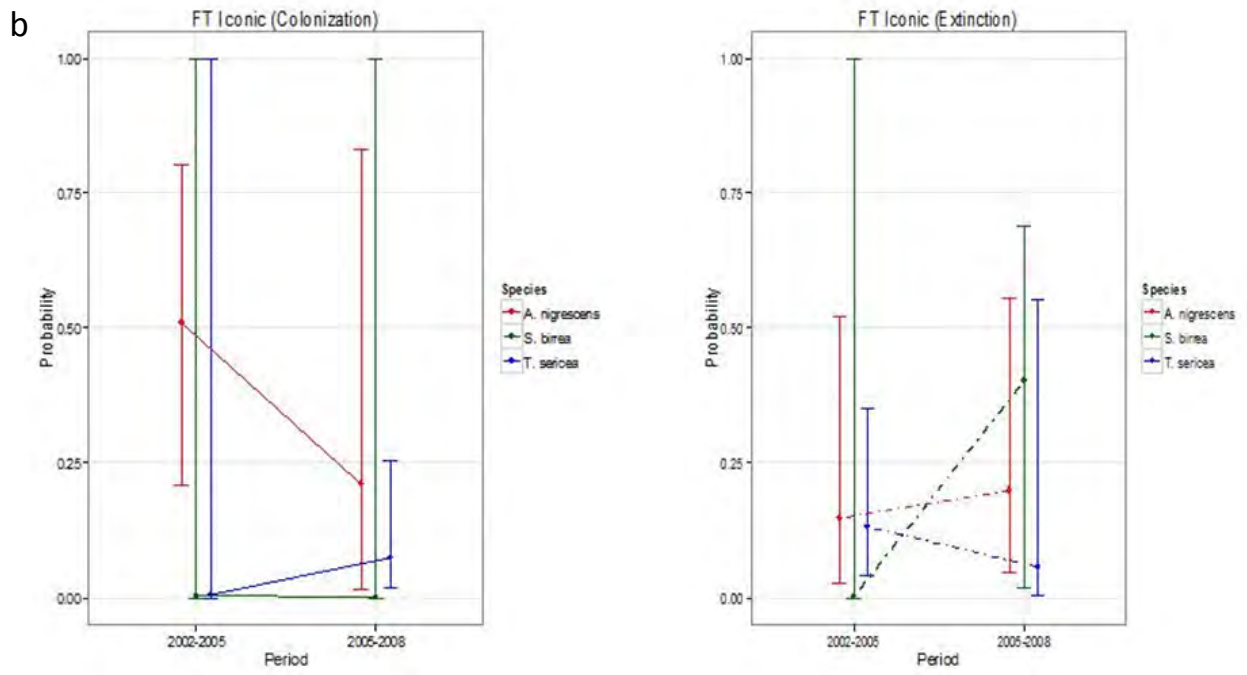 b
FT Iconic (Colonization)
1.00
0.75
0.50
0.25
0.00
Probability
2002-2005
2005-2008
Period
Species
A. nigrescens
S. birrea
T. sericea
FT Iconic (Extinction)
1.00
0.75
0.50
0.25
0.00
Probability
2002-2005
2005-2008
Period
Species
A. nigrescens
S. birrea
T. sericea